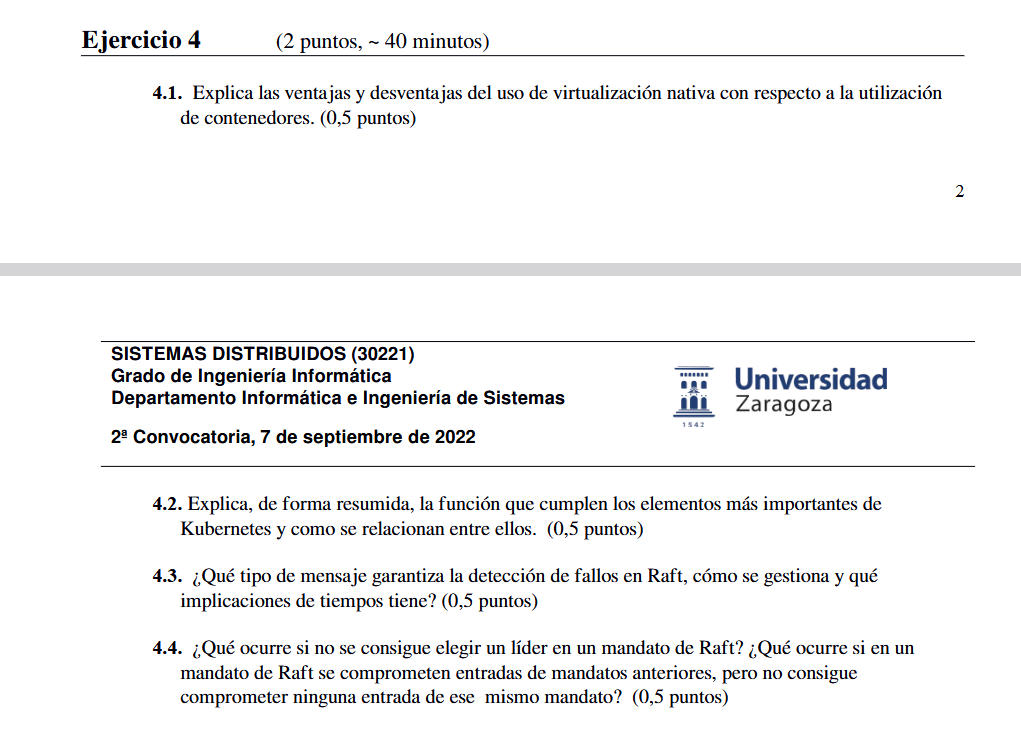 Ejercicio 4 (2 puntos, ~ 40 minutos)
4.1. Explica las ventajas y desventajas del uso de virtualización nativa con respecto a la utilización
de contenedores. (0,5 puntos)
2
SISTEMAS DISTRIBUIDOS (30221)
Grado de Ingeniería Informática
Departamento Informática e Ingeniería de Sistemas
2ª Convocatoria, 7 de septiembre de 2022
Universidad
Zaragoza
1542
4.2. Explica, de forma resumida, la función que cumplen los elementos más importantes de
Kubernetes y como se relacionan entre ellos. (0,5 puntos)
4.3. ¿Qué tipo de mensaje garantiza la detección de fallos en Raft, cómo se gestiona y qué
implicaciones de tiempos tiene? (0,5 puntos)
4.4. ¿Qué ocurre si no se consigue elegir un líder en un mandato de Raft? ¿Qué ocurre si en un
mandato de Raft se comprometen entradas de mandatos anteriores, pero no consigue
comprometer ninguna entrada de ese mismo mandato? (0,5 puntos)